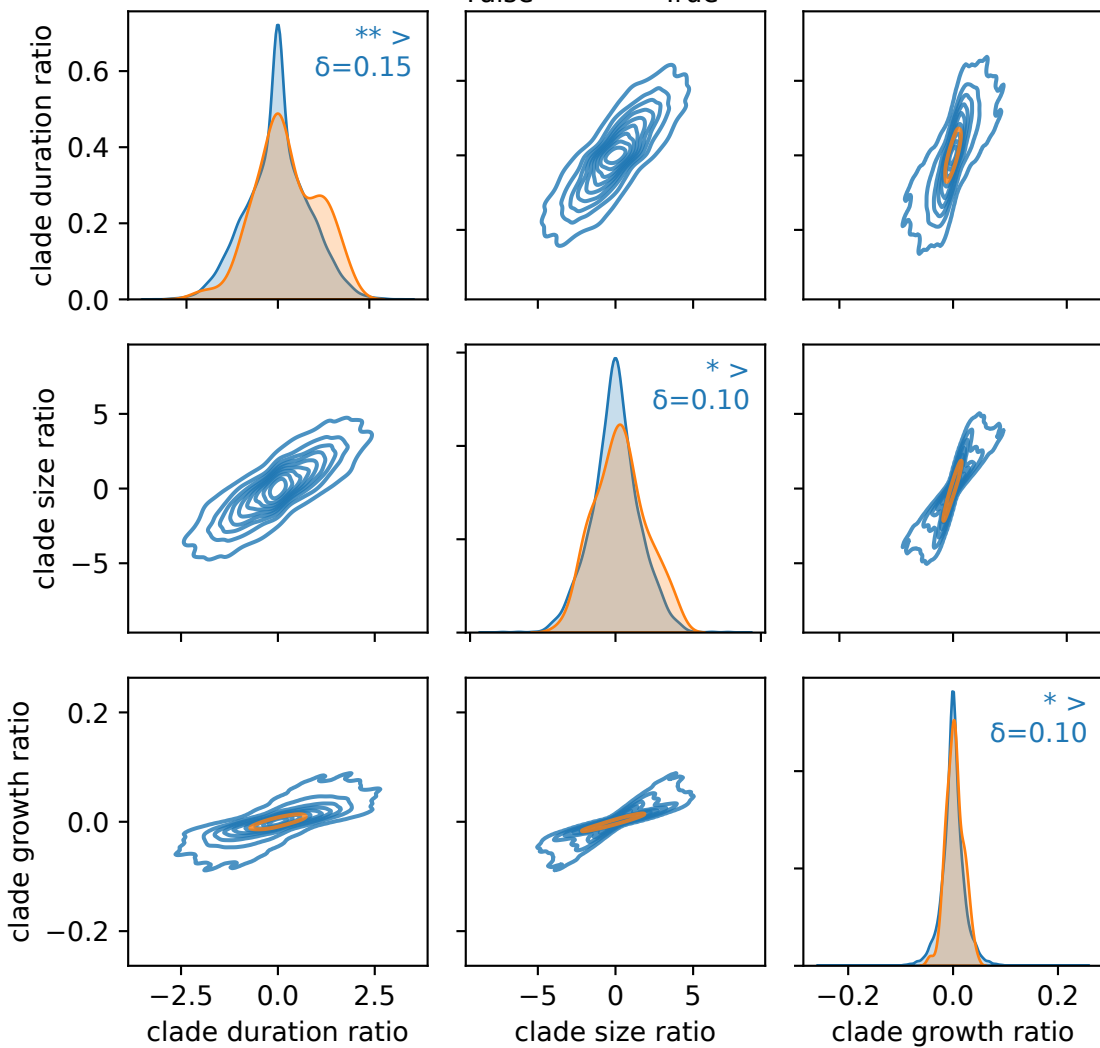 ** >
δ=0.15
clade duration ratio
0.6
0.4
0.2
0.0
* >
δ=0.10
clade size ratio
5
0
−5
* >
δ=0.10
clade growth ratio
0.2
0.0
−0.2
−2.5 0.0 2.5
−5 0 5
−0.2 0.0 0.2
clade duration ratio
clade size ratio
clade growth ratio